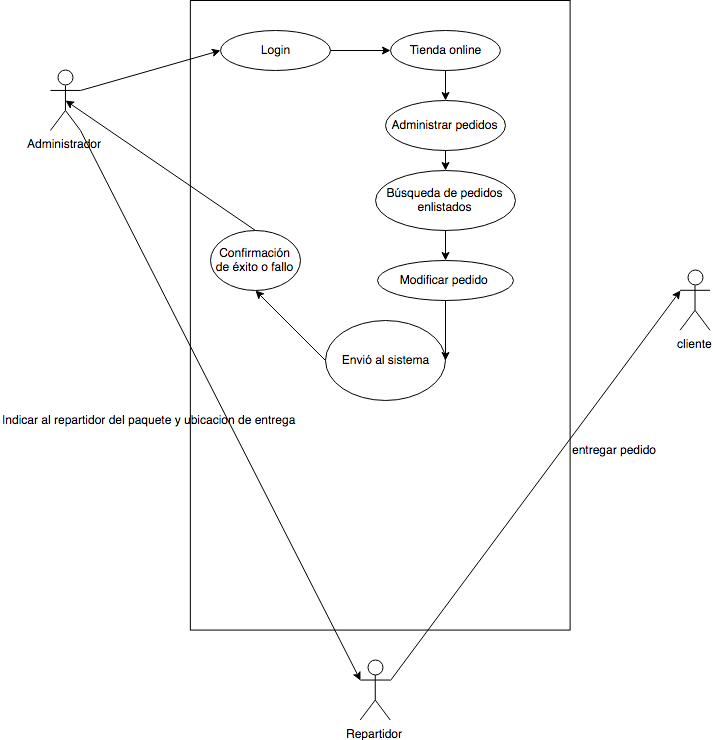 Login
Tienda online
Administrar pedidos
Administrador
Búsqueda de pedidos
enlistados
Confirmación
de éxito o fallo
Modificar pedido
cliente
Envió al sistema
Indicar al repartidor del paquete y ubicación de entrega
entregar pedido
Repartidor